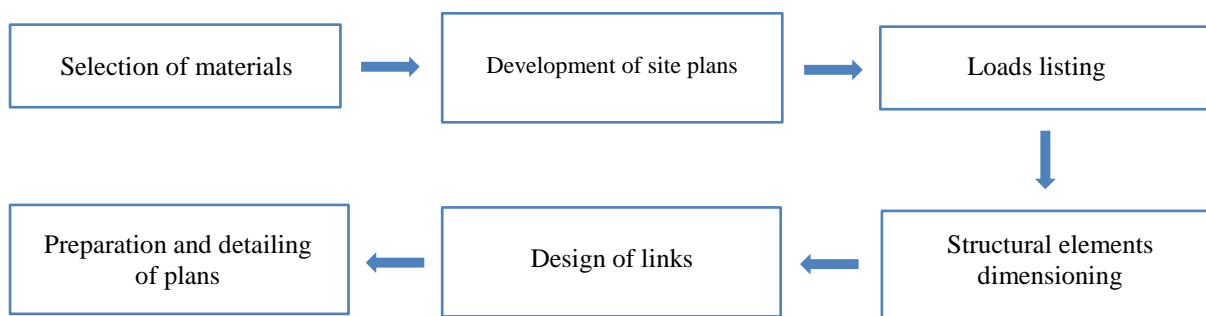 Selection of materials
Development of site plans
Loads listing
Structural elements
dimensioning
Design of links
Preparation and detailing
of plans